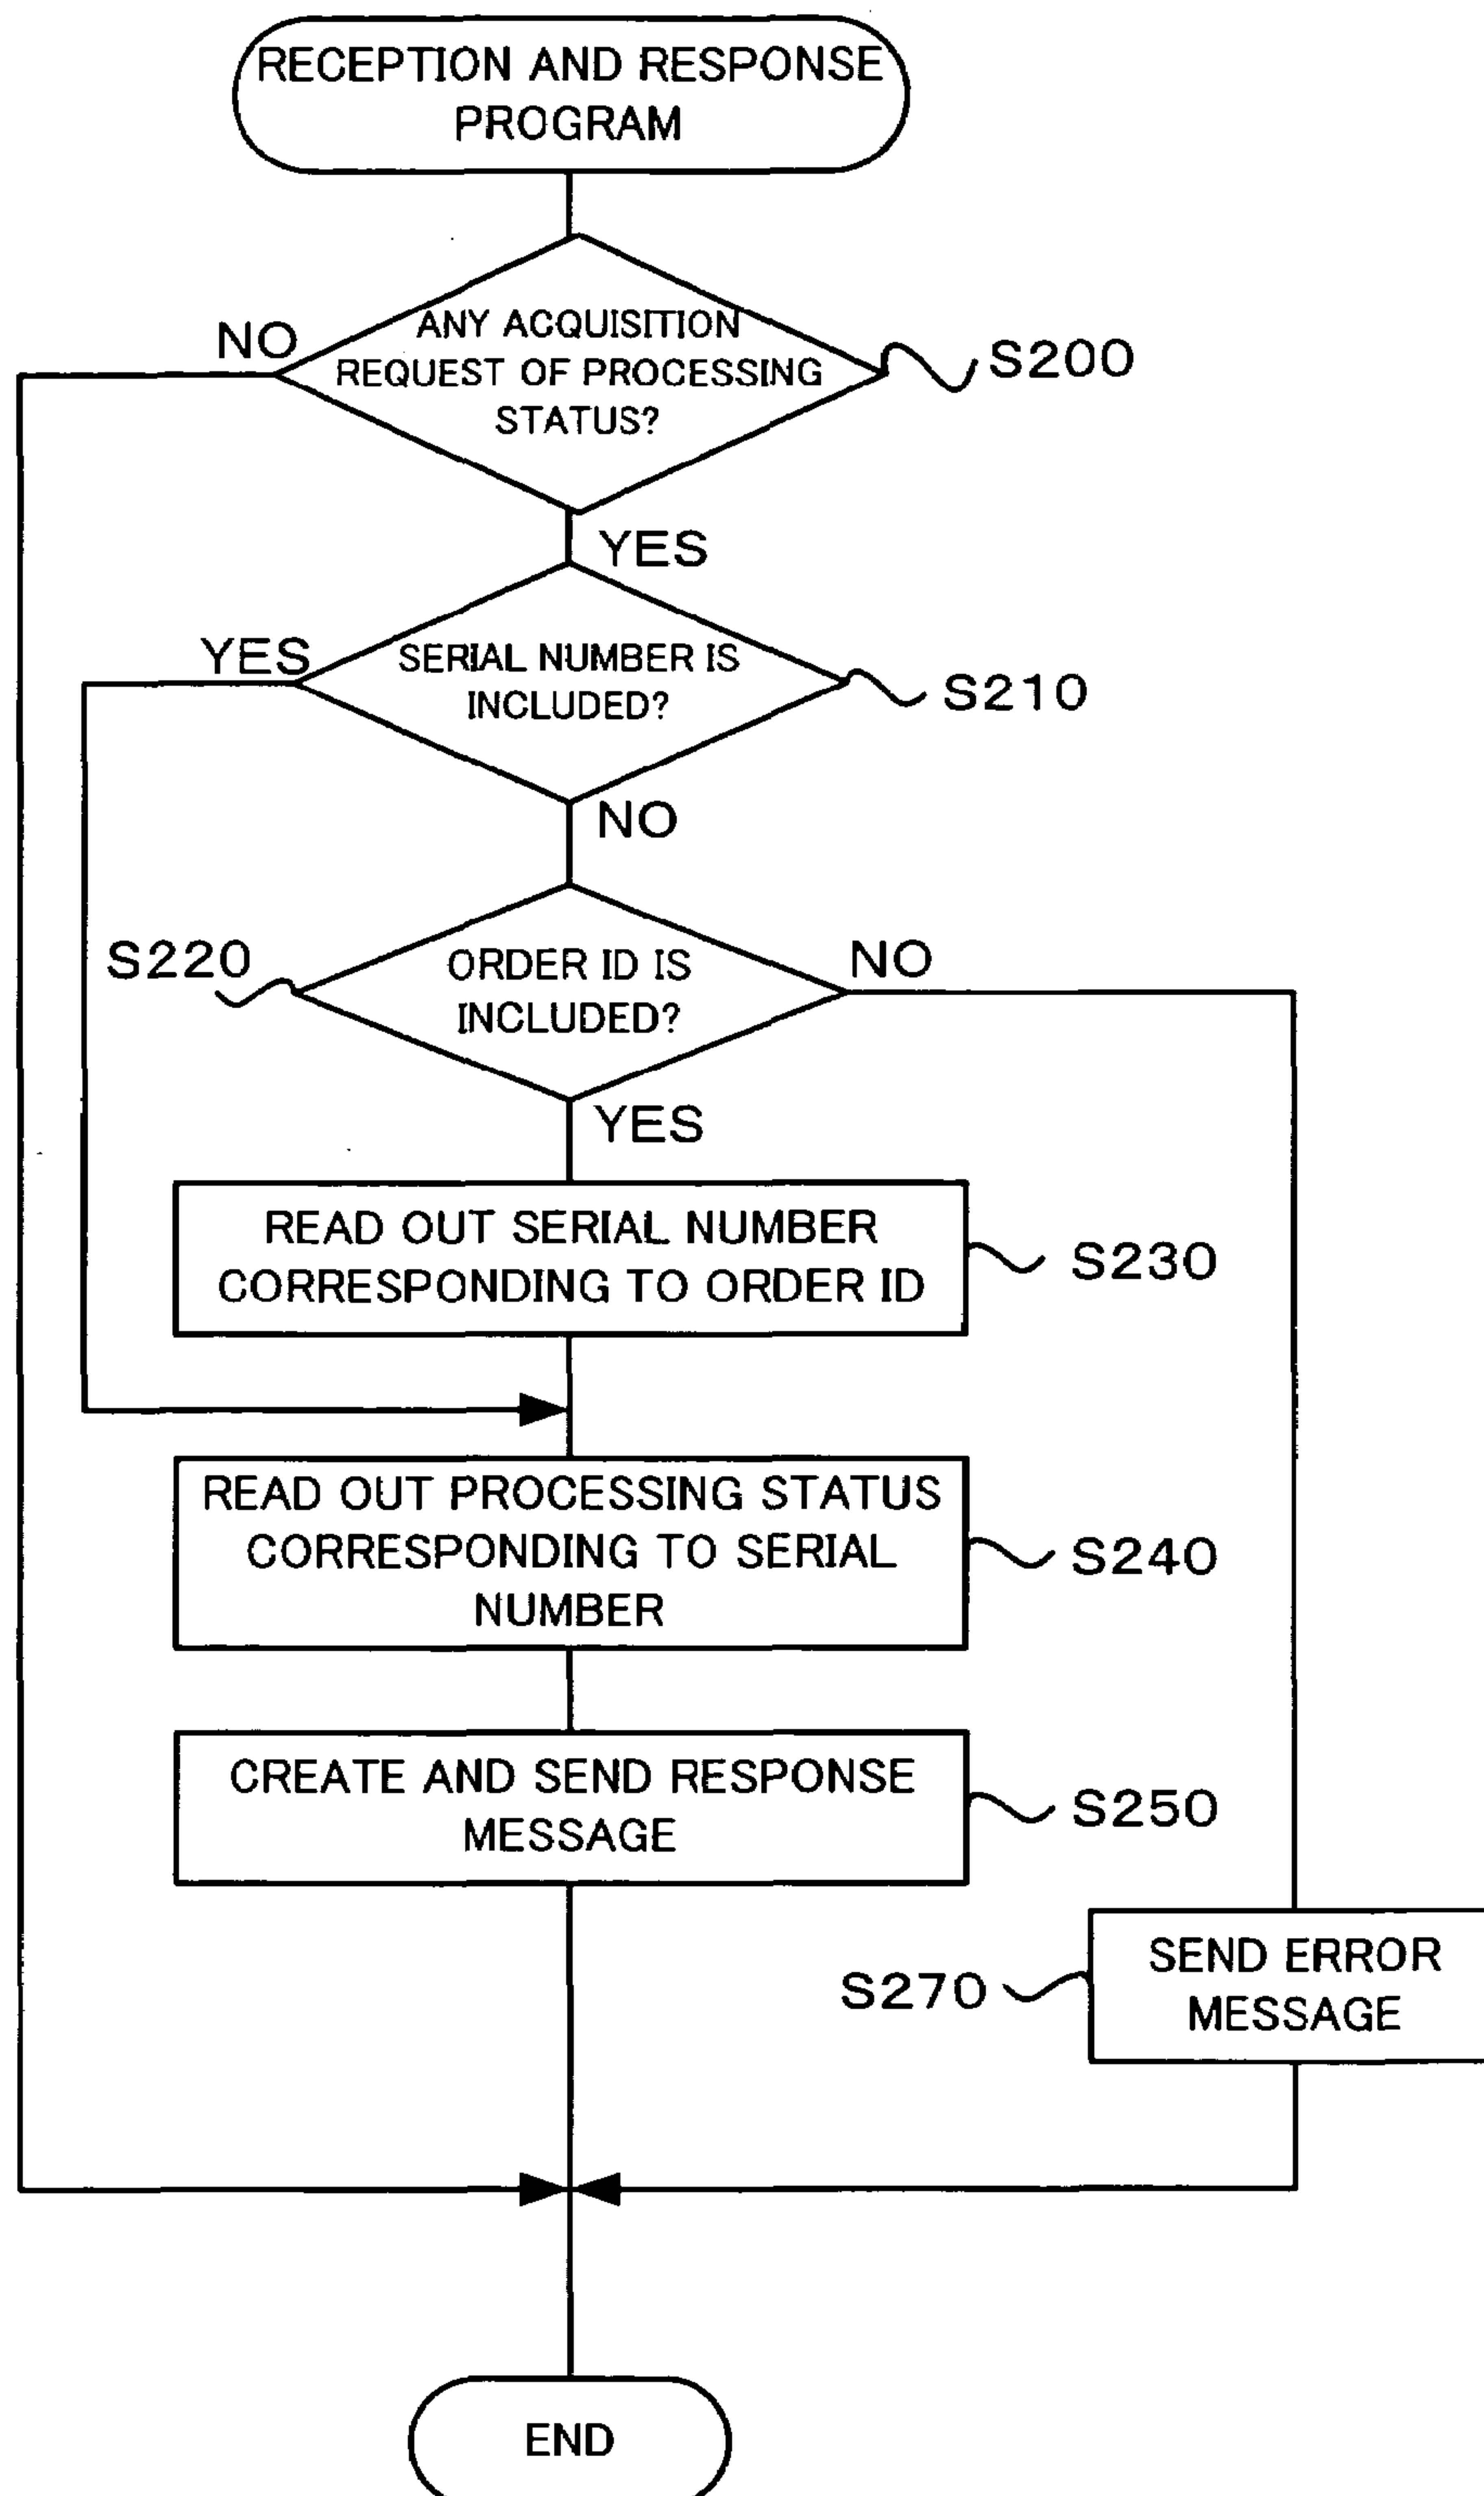 RECEPTION AND RESPONSE
PROGRAM
NO
ANY ACQUISITION
REQUEST OF PROCESSING
STATUS?
S200
YES
YES
SERIAL NUMBER IS
INCLUDED?
S210
NO
S220
ORDER ID IS
INCLUDED?
NO
YES
READ OUT SERIAL NUMBER
CORRESPONDING TO ORDER ID
S230
READ OUT PROCESSING STATUS
CORRESPONDING TO SERIAL
NUMBER
S240
CREATE AND SEND RESPONSE
MESSAGE
S250
SEND ERROR
MESSAGE
S270
END